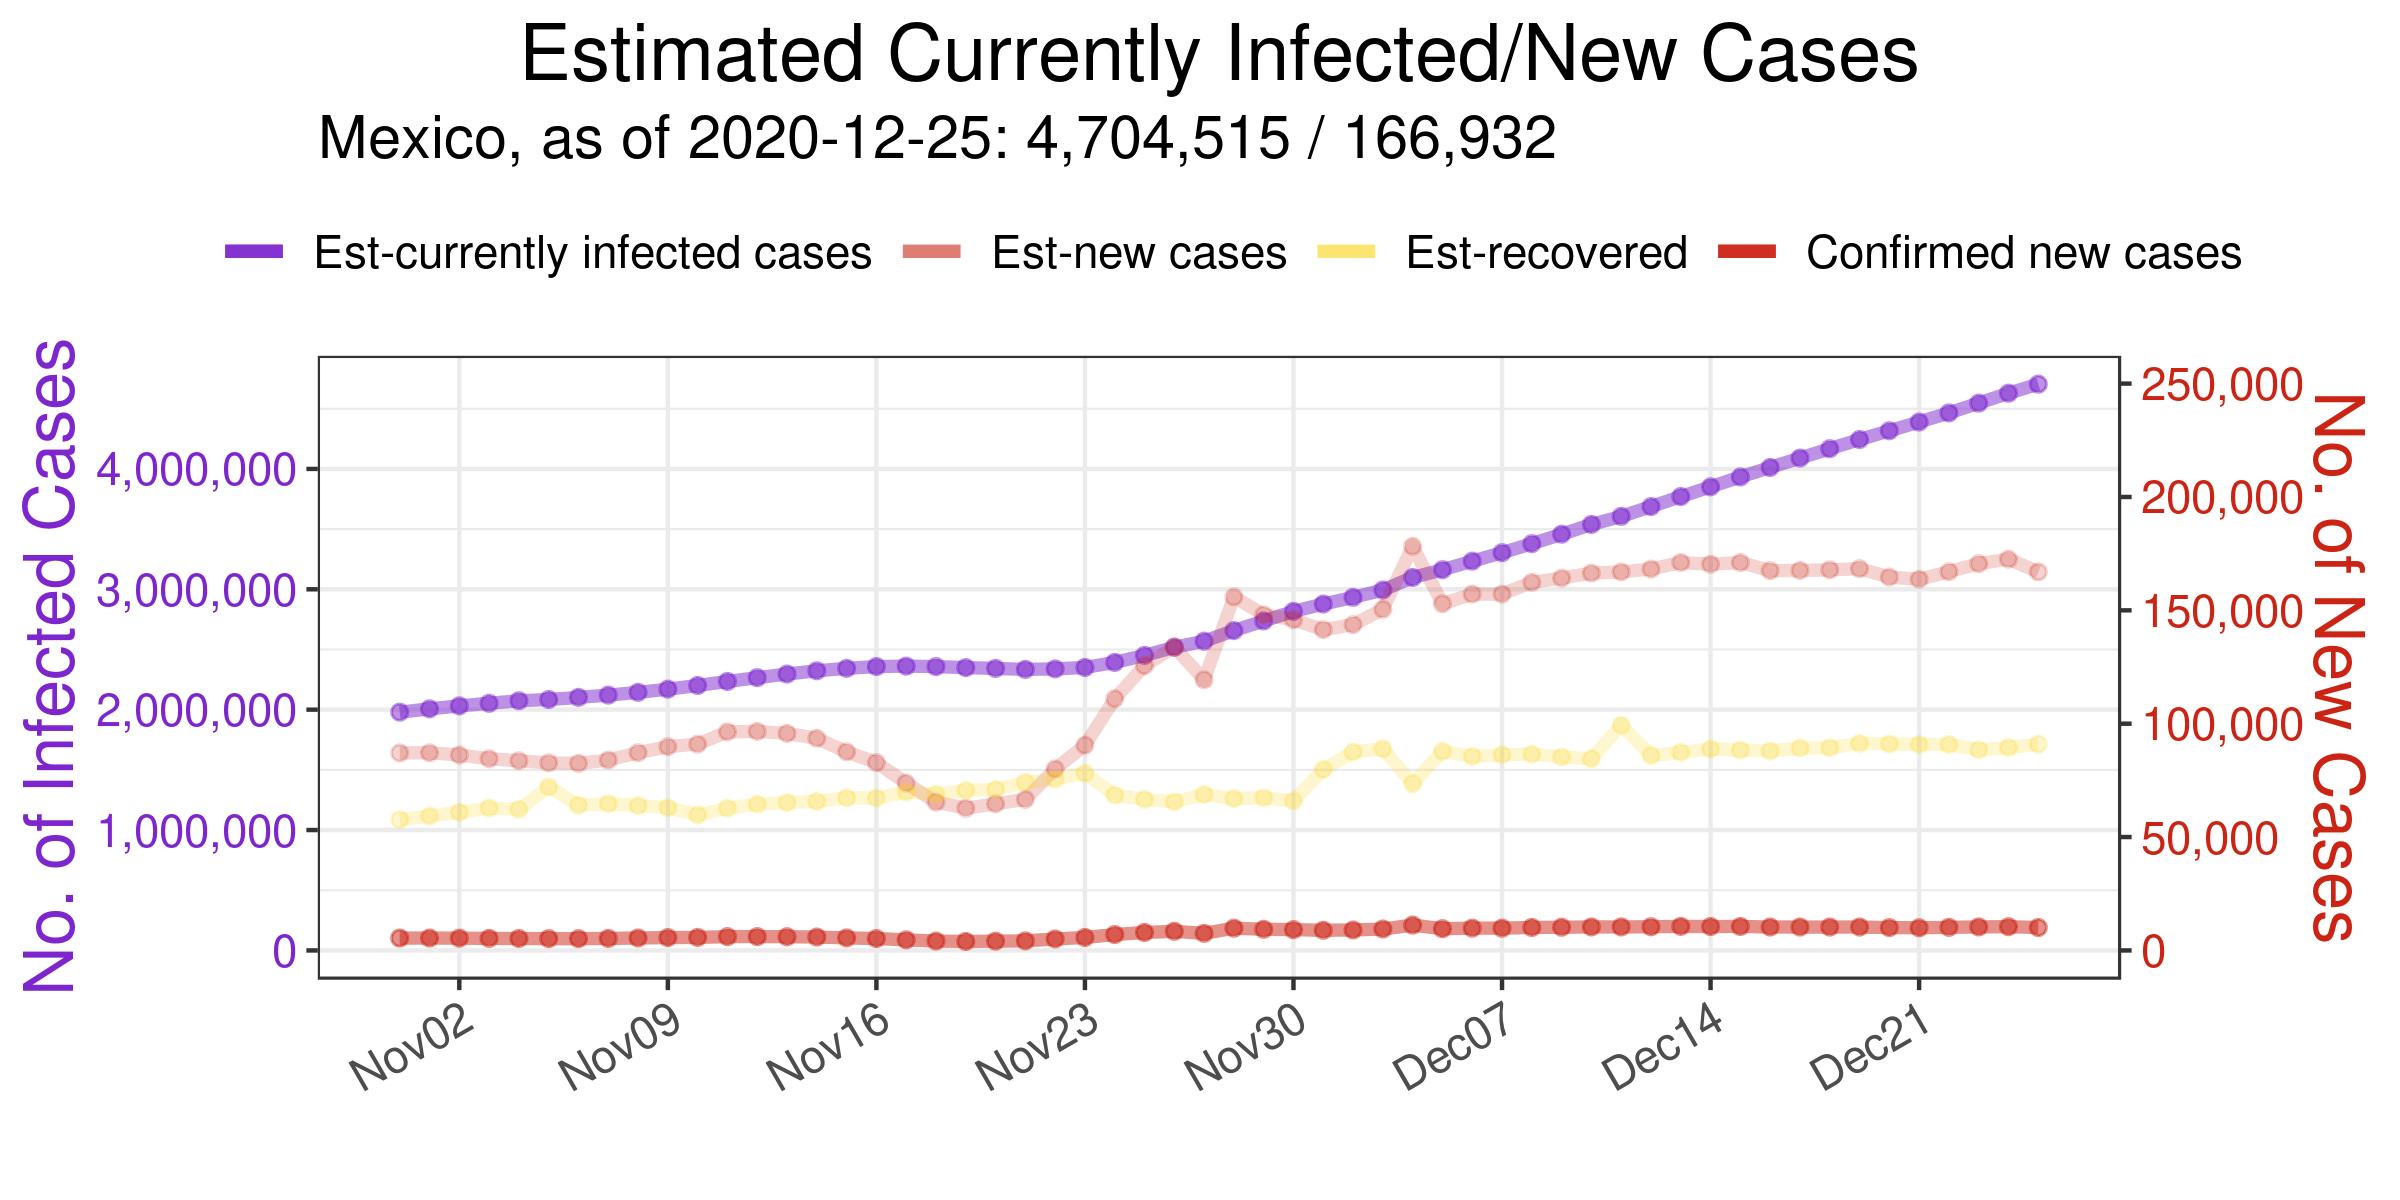 Estimated Currently Infected/New Cases
Mexico, as of 2020-12-25: 4,704,515 / 166,932
Est-currently infected cases Est-new cases Est-recovered Confirmed new cases
No. of Infected Cases
4,000,000
3,000,000
2,000,000
1,000,000
0
250,000
200,000
150,000
100,000
50,000
0
No. of New Cases
Nov02 Nov09 Nov16 Nov23 Nov30 Dec07 Dec14 Dec21